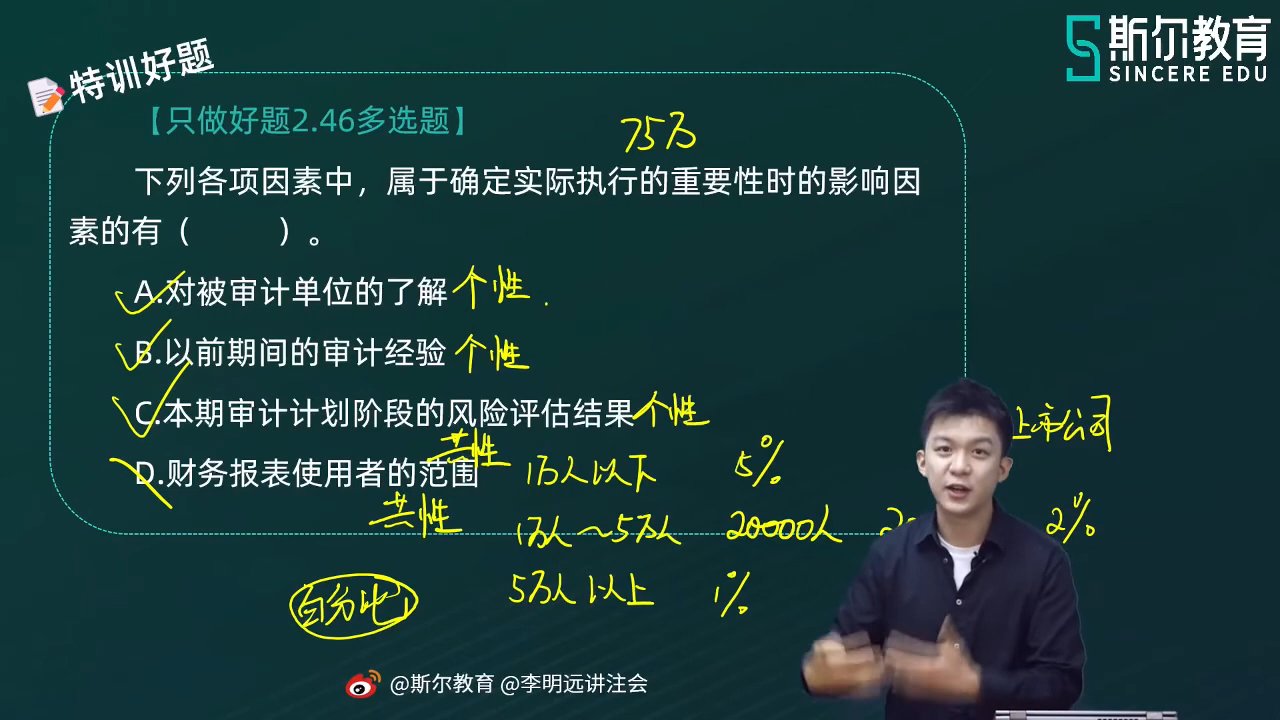 特训好题
斯尔教育
SINCERE EDU
【只做好题2.46多选题】
75万
下列各项因素中，属于确定实际执行的重要性时的影响因
素的有（ ）。
A.对被审计单位的了解 个性
B.以前期间的审计经验 个性
C.本期审计计划阶段的风险评估结果 个性
上市公司
共性
D.财务报表使用者的范围
1万人以下 5%
共性
1万人～5万人 20000人 2%
5万人以上 1%
百分比
@斯尔教育 @李明远讲注会